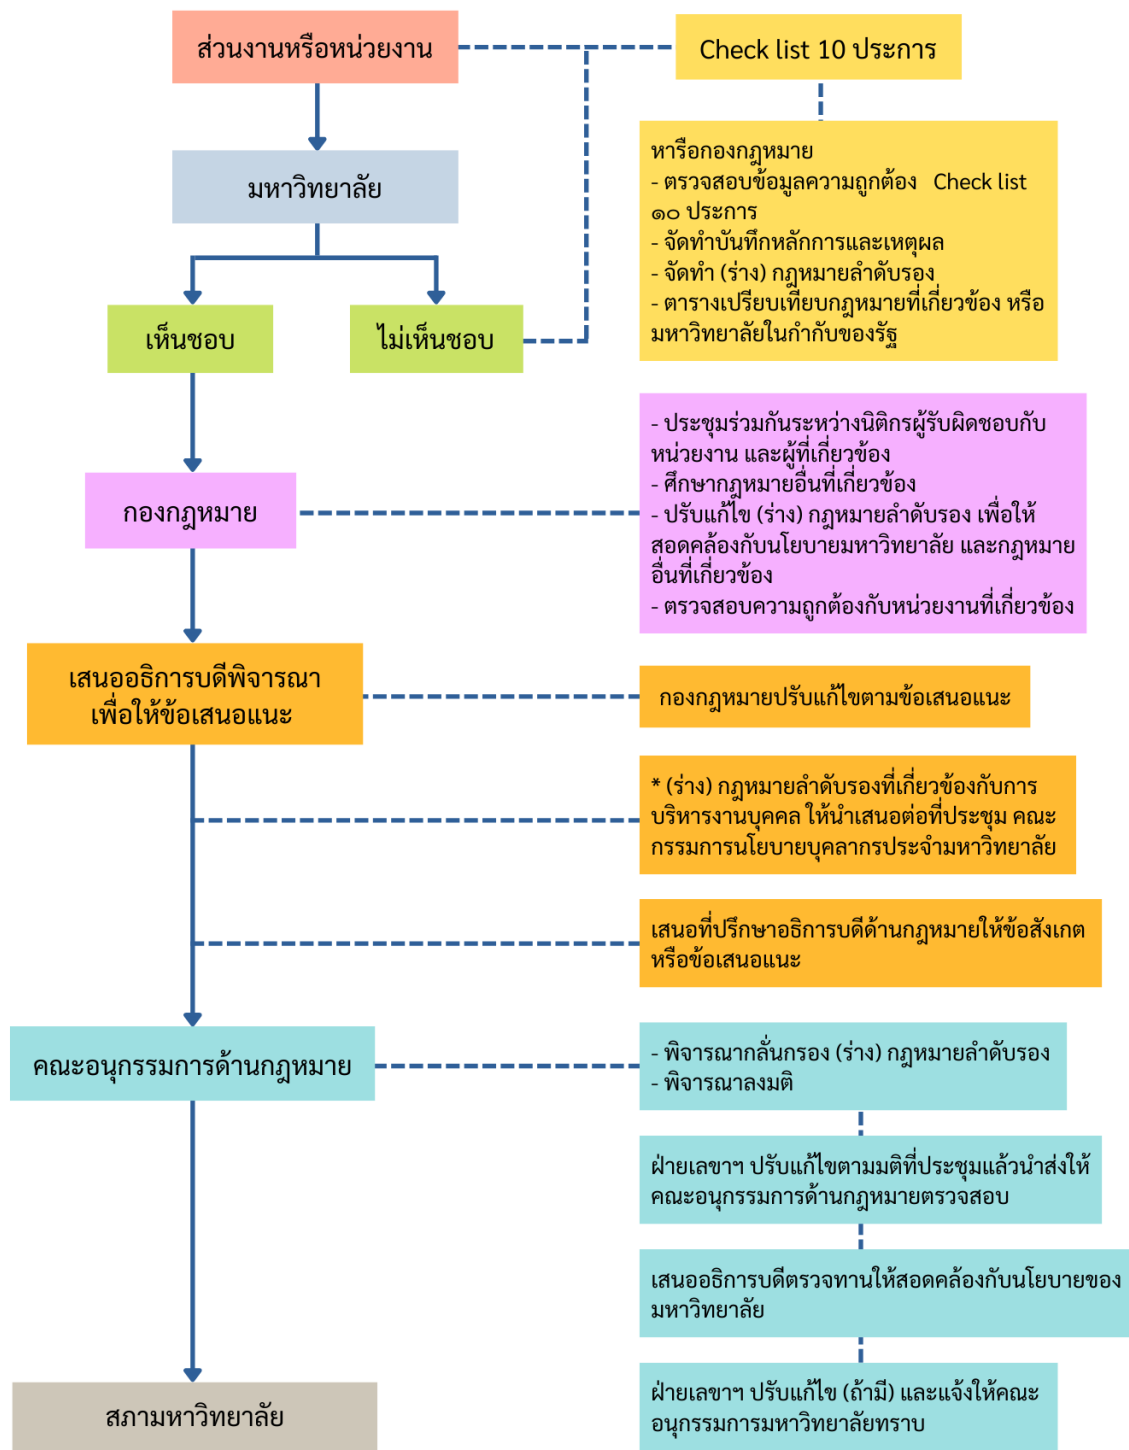 ส่วนงานหรือหน่วยงาน
Check list 10 ประการ
หารือกองกฎหมาย
- ตรวจสอบข้อมูลความถูกต้อง Check list
๑๐ ประการ
- จัดทำบันทึกหลักการและเหตุผล
- จัดทำ (ร่าง) กฎหมายลำดับรอง
- ตารางเปรียบเทียบกฎหมายที่เกี่ยวข้อง หรือ
มหาวิทยาลัยในกำกับของรัฐ
มหาวิทยาลัย
เห็นชอบ
ไม่เห็นชอบ
กองกฎหมาย
- ประชุมร่วมกันระหว่างนิติกรผู้รับผิดชอบกับ
หน่วยงาน และผู้ที่เกี่ยวข้อง
- ศึกษากฎหมายอื่นที่เกี่ยวข้อง
- ปรับแก้ไข (ร่าง) กฎหมายลำดับรอง เพื่อให้
สอดคล้องกับนโยบายมหาวิทยาลัย และกฎหมาย
อื่นที่เกี่ยวข้อง
- ตรวจสอบความถูกต้องกับหน่วยงานที่เกี่ยวข้อง
เสนออธิการบดีพิจารณา
เพื่อให้ข้อเสนอแนะ
กองกฎหมายปรับแก้ไขตามข้อเสนอแนะ
* (ร่าง) กฎหมายลำดับรองที่เกี่ยวข้องกับการ
บริหารงานบุคคล ให้นำเสนอต่อที่ประชุม คณะ
กรรมการนโยบายบุคลากรประจำมหาวิทยาลัย
เสนอที่ปรึกษาอธิการบดีด้านกฎหมายให้ข้อสังเกต
หรือข้อเสนอแนะ
คณะอนุกรรมการด้านกฎหมาย
- พิจารณากลั่นกรอง (ร่าง) กฎหมายลำดับรอง
- พิจารณาลงมติ
ฝ่ายเลขาฯ ปรับแก้ไขตามมติที่ประชุมแล้วนำส่งให้
คณะอนุกรรมการด้านกฎหมายตรวจสอบ
เสนออธิการบดีตรวจทานให้สอดคล้องกับนโยบายของ
มหาวิทยาลัย
ฝ่ายเลขาฯ ปรับแก้ไข (ถ้ามี) และแจ้งให้คณะ
อนุกรรมการมหาวิทยาลัยทราบ
สภามหาวิทยาลัย